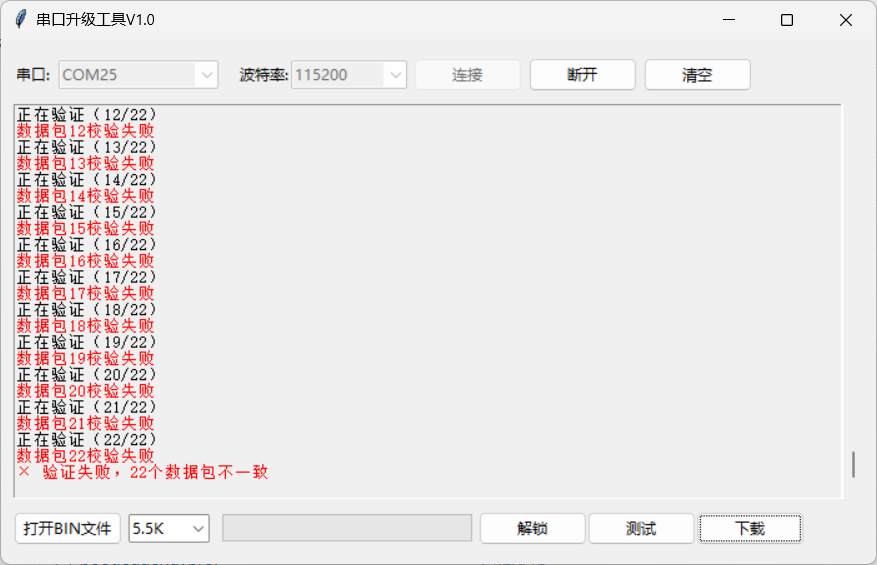 串口升级工具V1.0
串口: COM25 波特率: 115200 连接 断开 清空
正在验证（12/22）
数据包12校验失败
正在验证（13/22）
数据包13校验失败
正在验证（14/22）
数据包14校验失败
正在验证（15/22）
数据包15校验失败
正在验证（16/22）
数据包16校验失败
正在验证（17/22）
数据包17校验失败
正在验证（18/22）
数据包18校验失败
正在验证（19/22）
数据包19校验失败
正在验证（20/22）
数据包20校验失败
正在验证（21/22）
数据包21校验失败
正在验证（22/22）
数据包22校验失败
× 验证失败，22个数据包不一致
打开BIN文件 5.5K 解锁 测试 下载